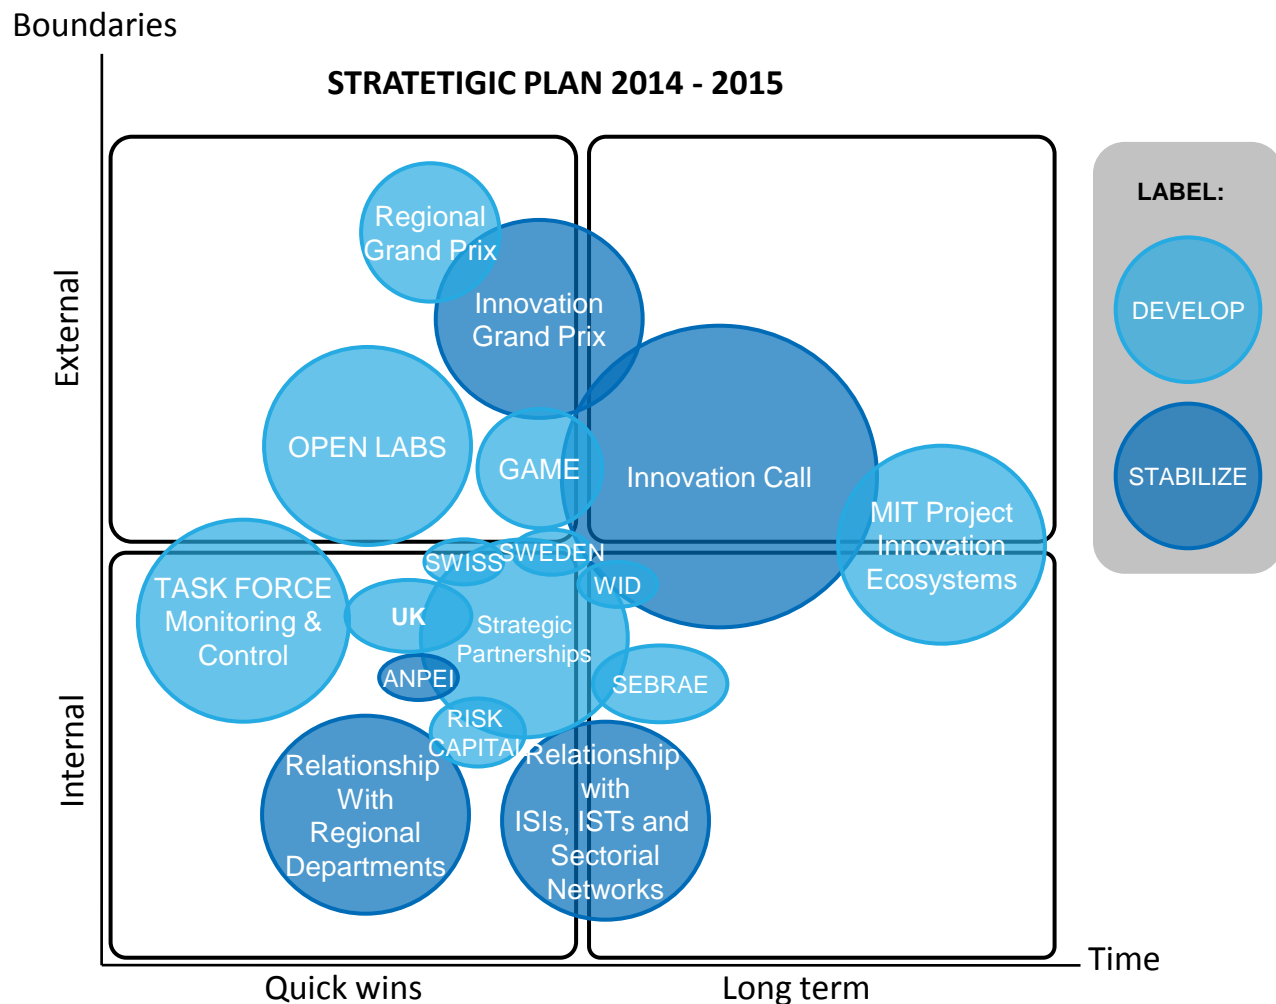 Boundaries
STRATETIGIC PLAN 2014 - 2015
LABEL:
DEVELOP
STABILIZE
External
Internal
Regional
Grand Prix
Innovation
Grand Prix
OPEN LABS
GAME
Innovation Call
MIT Project
Innovation
Ecosystems
SWISS
SWEDEN
WID
TASK FORCE
Monitoring &
Control
UK
Strategic
Partnerships
ANPEI
SEBRAE
RISK
CAPITAL
Relationship
With
Regional
Departments
Relationship
with
ISIs, ISTs and
Sectorial
Networks
Time
Quick wins
Long term